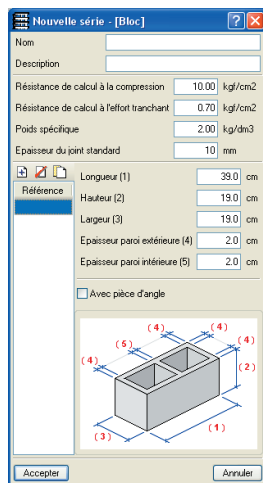 Nouvelle série - [Bloc]
Nom
Description
Résistance de calcul à la compression 10.00 kgf/cm2
Résistance de calcul à l'effort tranchant 0.70 kgf/cm2
Poids spécifique 2.00 kg/dm3
Epaisseur du joint standard 10 mm
Référence
Longueur (1) 39.0 cm
Hauteur (2) 19.0 cm
Largeur (3) 19.0 cm
Epaisseur paroi extérieure (4) 2.0 cm
Epaisseur paroi intérieure (5) 2.0 cm
Avec pièce d'angle
(4) (4)
(5) (4)
(4) (2)
(3) (1)
Accepter Annuler